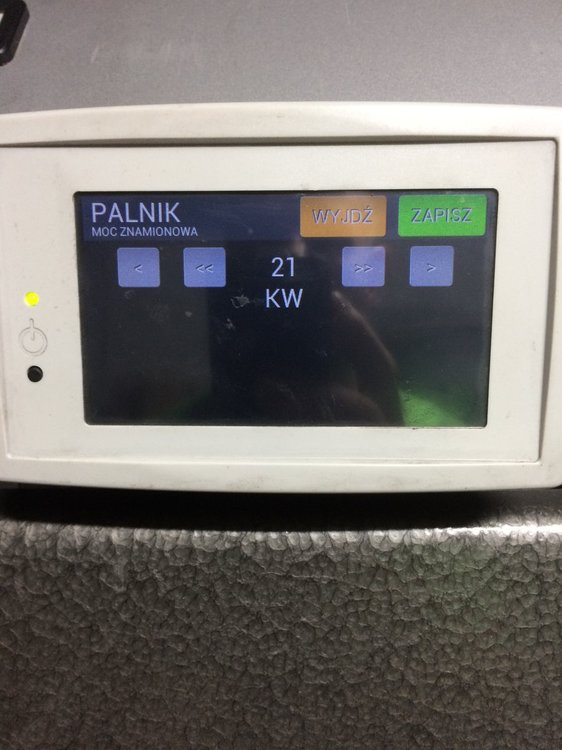 PALNIK
MOC ZNAMIONOWA
WYJDŹ
ZAPISZ
< << 21 >> >
KW